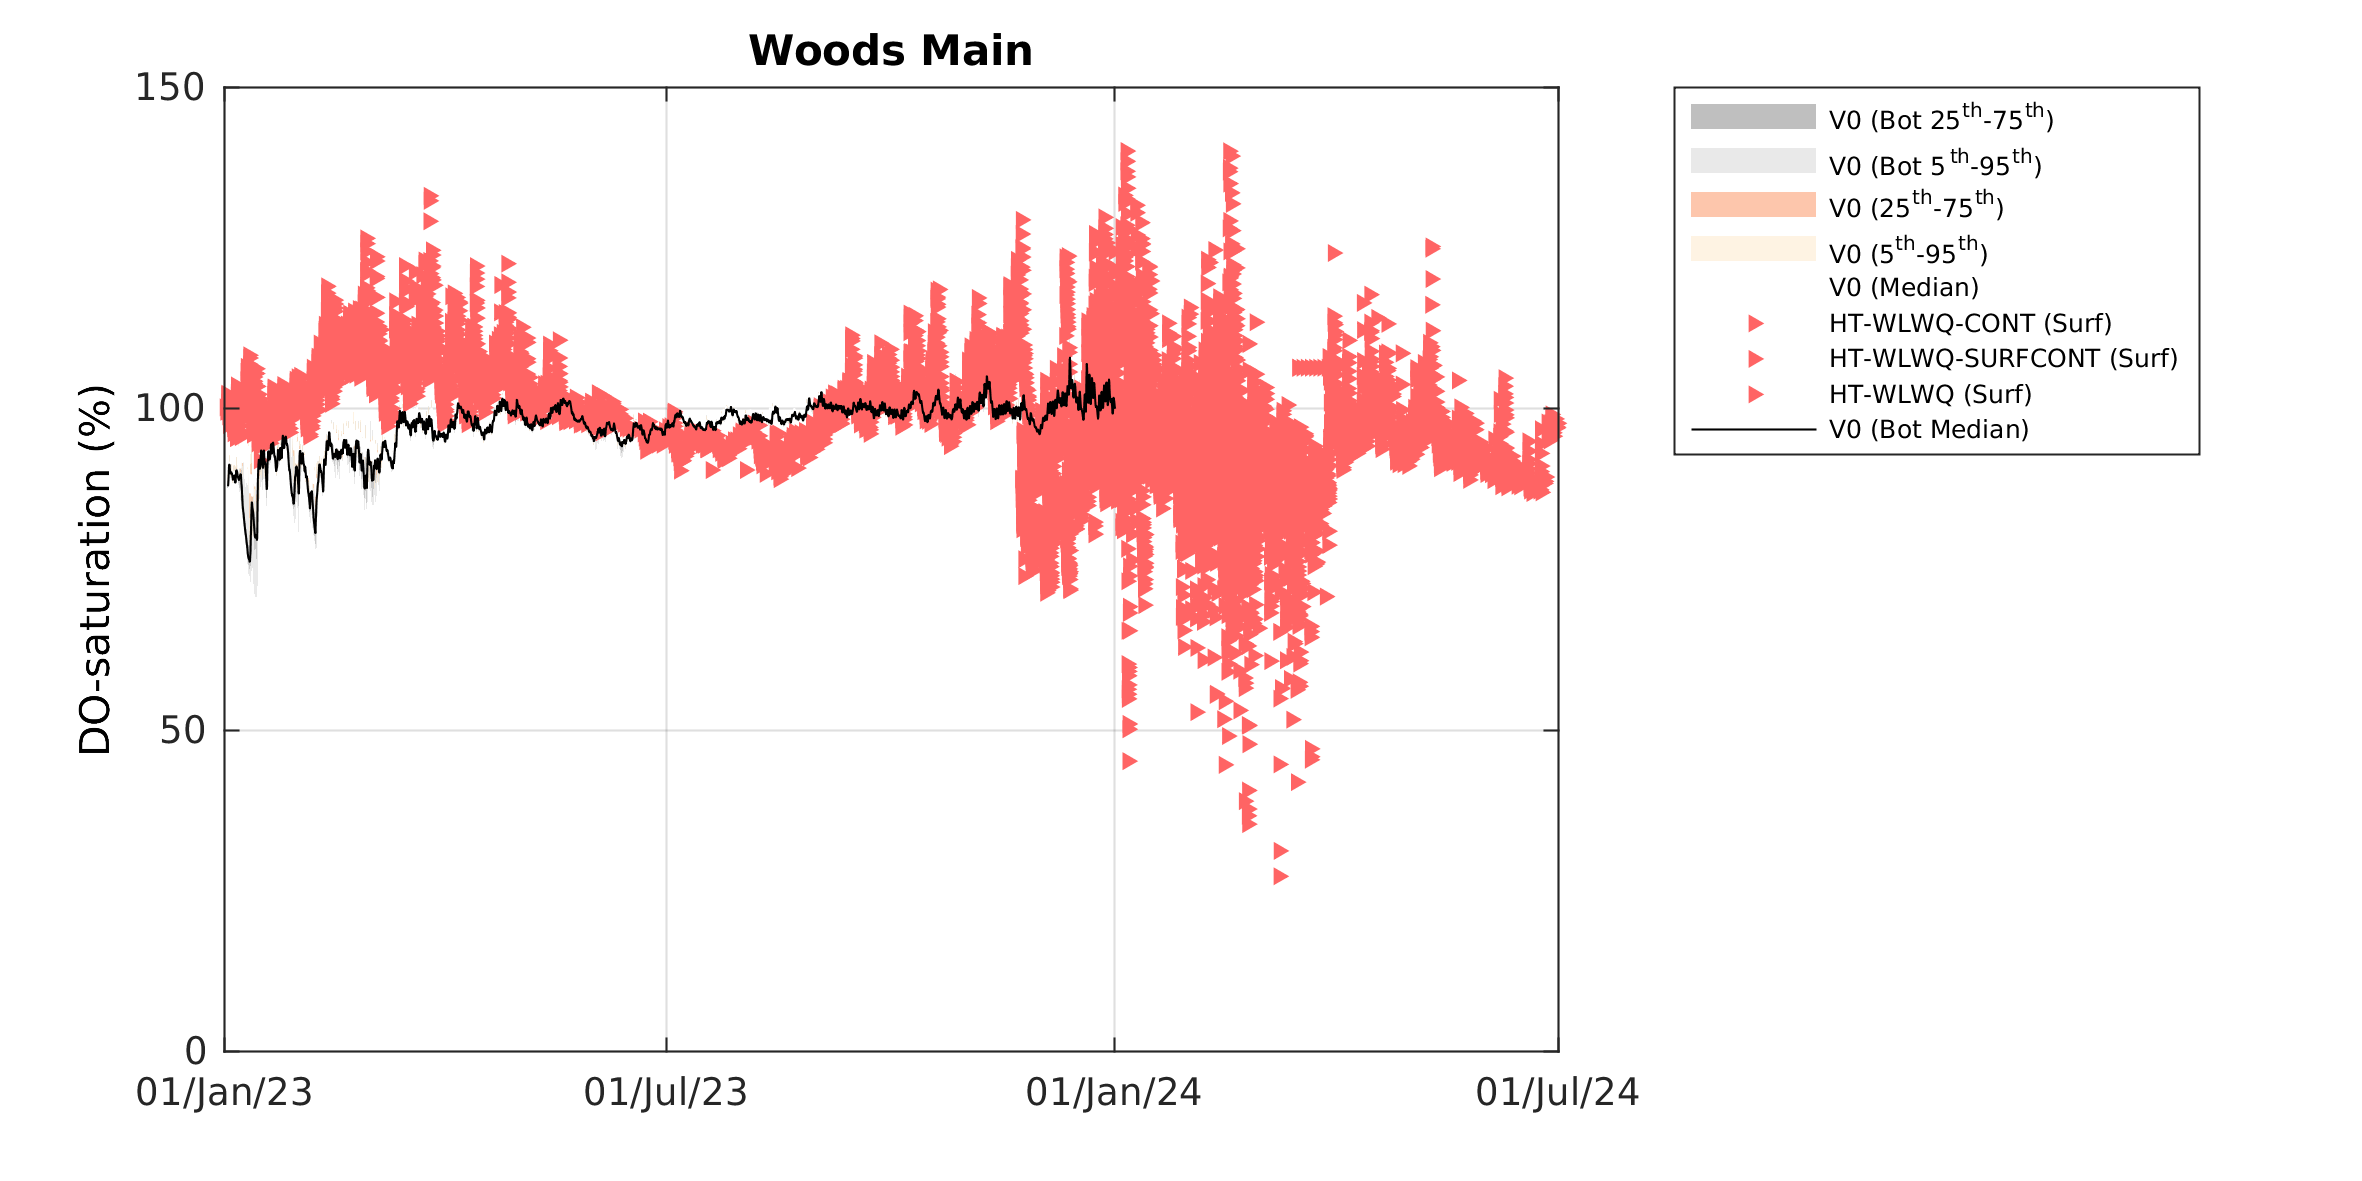 Woods Main
150
100
50
0
DO-saturation (%)
01/Jan/23
01/Jul/23
01/Jan/24
01/Jul/24
V0 (Bot 25th-75th)
V0 (Bot 5th-95th)
V0 (25th-75th)
V0 (5th-95th)
V0 (Median)
HT-WLWQ-CONT (Surf)
HT-WLWQ-SURFCONT (Surf)
HT-WLWQ (Surf)
V0 (Bot Median)